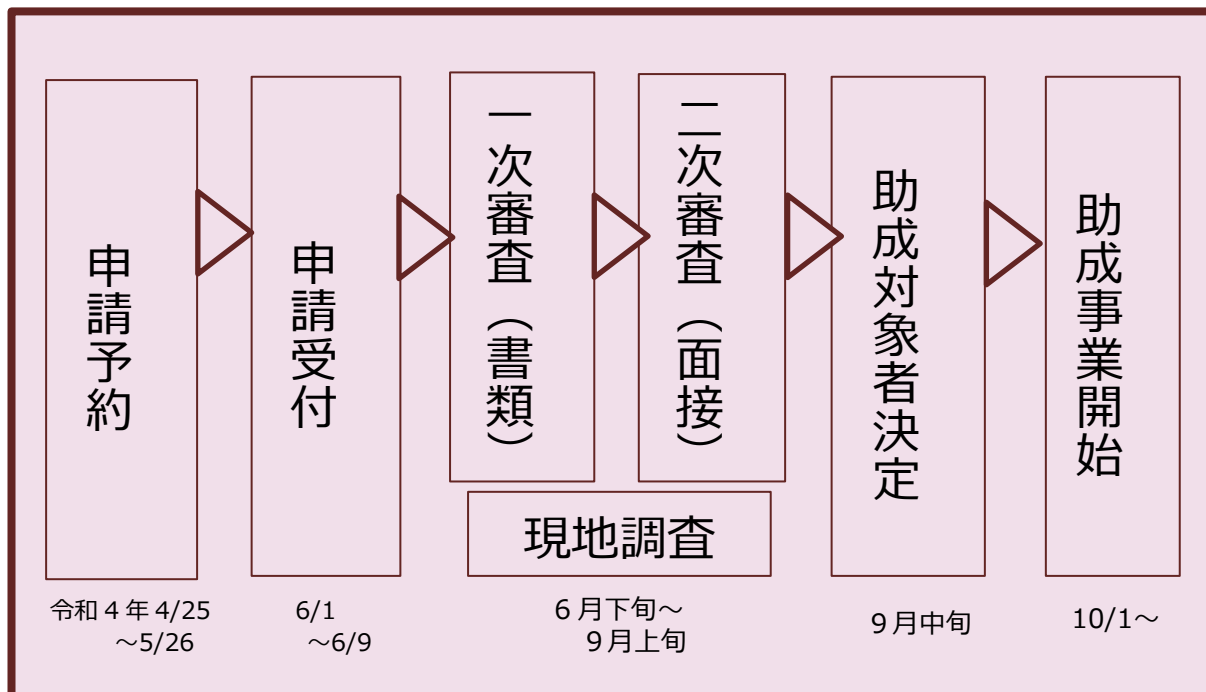 申請予約
申請受付
一次審査（書類）
二次審査（面接）
助成対象者決定
助成事業開始
現地調査
令和４年 4/25
～5/26
6/1
～6/9
６月下旬～
９月上旬
９月中旬
10/1～